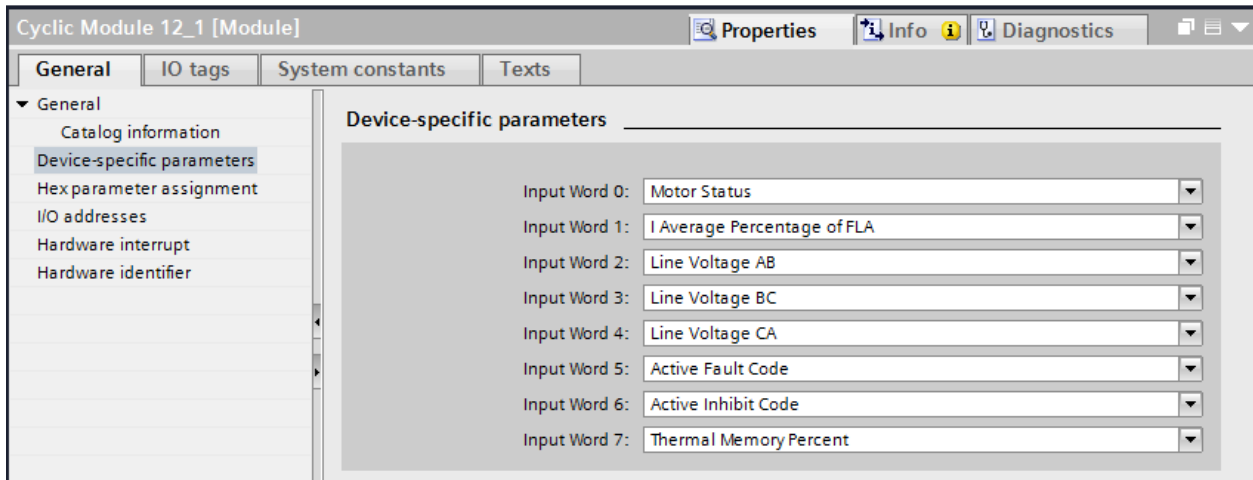 Cyclic Module 12_1 [Module]
Properties
Info
Diagnostics
General
IO tags
System constants
Texts
General
Catalog information
Device-specific parameters
Hex parameter assignment
I/O addresses
Hardware interrupt
Hardware identifier
Device-specific parameters
Input Word 0: Motor Status
Input Word 1: I Average Percentage of FLA
Input Word 2: Line Voltage AB
Input Word 3: Line Voltage BC
Input Word 4: Line Voltage CA
Input Word 5: Active Fault Code
Input Word 6: Active Inhibit Code
Input Word 7: Thermal Memory Percent